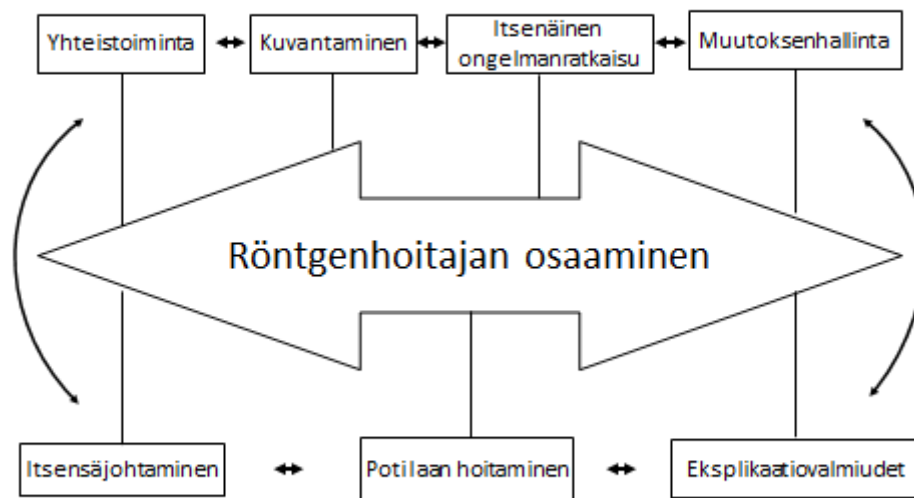 Yhteistoiminta
Kuvantaminen
Itsenäinen
ongelmanratkaisu
Muutoksenhallinta
Röntgenhoitajan osaaminen
Itsensäjohtaminen
Potilaan hoitaminen
Eksplikaatiovalmiudet